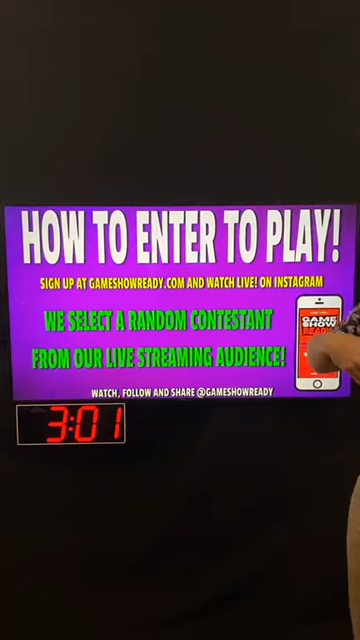 HOW TO ENTER TO PLAY!
SIGN UP AT GAMESHOWREADY.COM AND WATCH LIVE! ON INSTAGRAM
WE SELECT A RANDOM CONTESTANT
FROM OUR LIVE STREAMING AUDIENCE!
GAME
SHOW
READY
WATCH, FOLLOW AND SHARE @GAMESHOWREADY
3:01